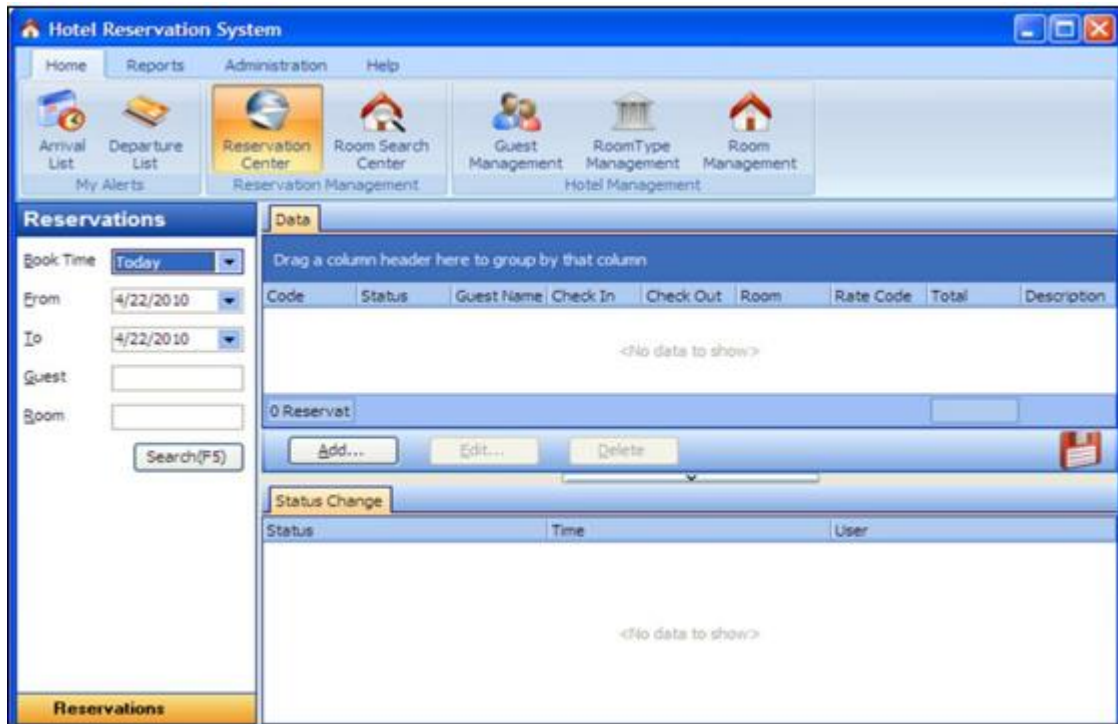 Hotel Reservation System
Home Reports Administration Help
Arrival List Departure List Reservation Center Room Search Center Guest Management RoomType Management Room Management
My Alerts Reservation Management Hotel Management
Reservations
Book Time Today
From 4/22/2010
To 4/22/2010
Guest
Room
Search(F5)
Reservations
Data
Drag a column header here to group by that column
Code Status Guest Name Check In Check Out Room Rate Code Total Description
<No data to show>
0 Reservat
Add... Edit... Delete
Status Change
Status Time User
<No data to show>